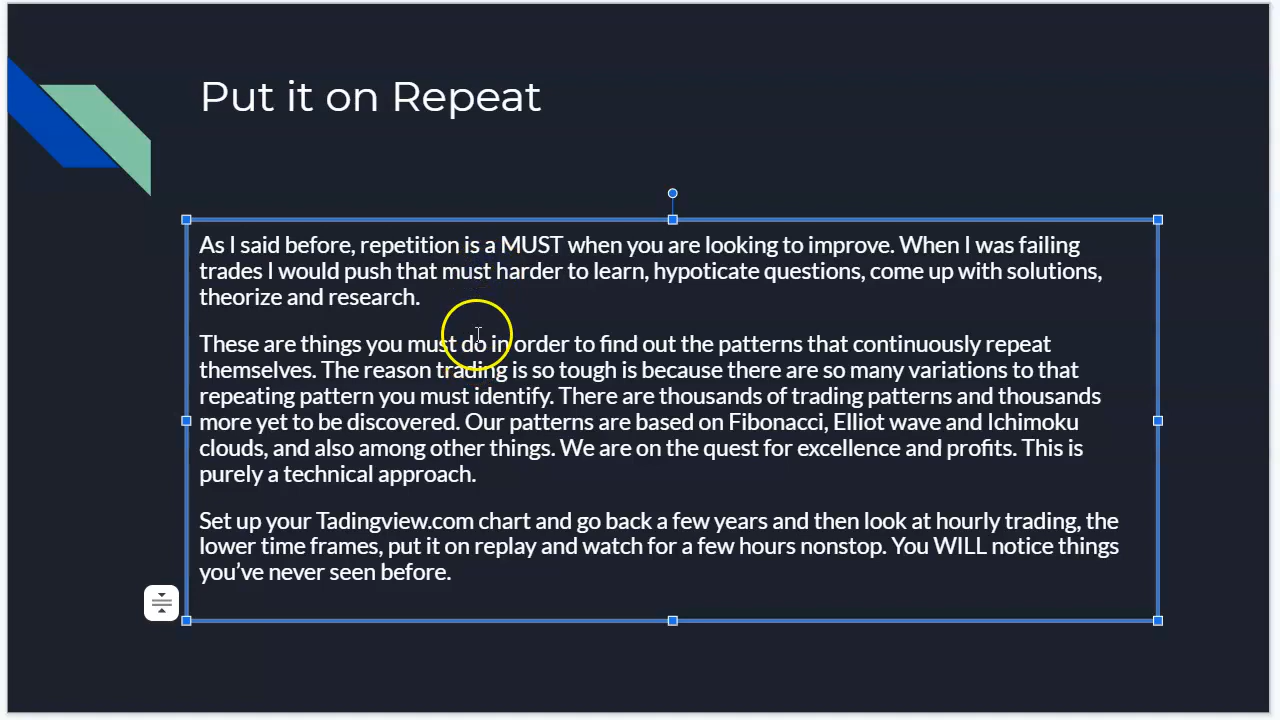 Put it on Repeat
As I said before, repetition is a MUST when you are looking to improve. When I was failing
trades I would push that must harder to learn, hypoticate questions, come up with solutions,
theorize and research.
These are things you must do in order to find out the patterns that continuously repeat
themselves. The reason trading is so tough is because there are so many variations to that
repeating pattern you must identify. There are thousands of trading patterns and thousands
more yet to be discovered. Our patterns are based on Fibonacci, Elliot wave and Ichimoku
clouds, and also among other things. We are on the quest for excellence and profits. This is
purely a technical approach.
Set up your Tadingview.com chart and go back a few years and then look at hourly trading, the
lower time frames, put it on replay and watch for a few hours nonstop. You WILL notice things
you’ve never seen before.